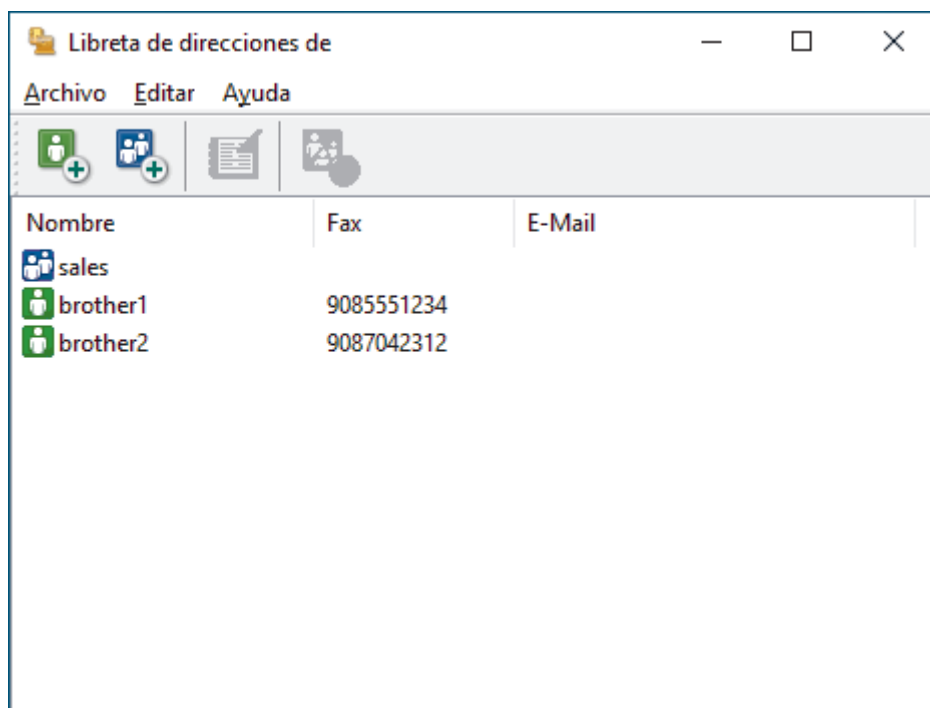 Libreta de direcciones de
Archivo Editar Ayuda
Nombre Fax E-Mail
sales
brother1 9085551234
brother2 9087042312